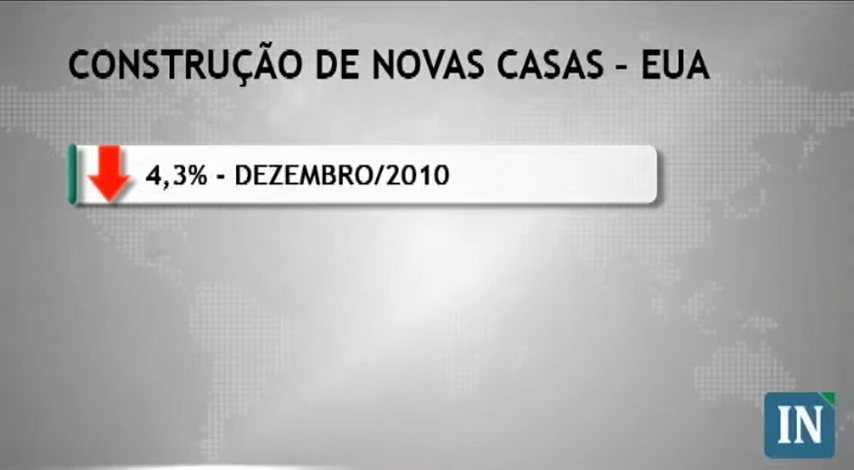 CONSTRUÇÃO DE NOVAS CASAS – EUA
4,3% - DEZEMBRO/2010
IN